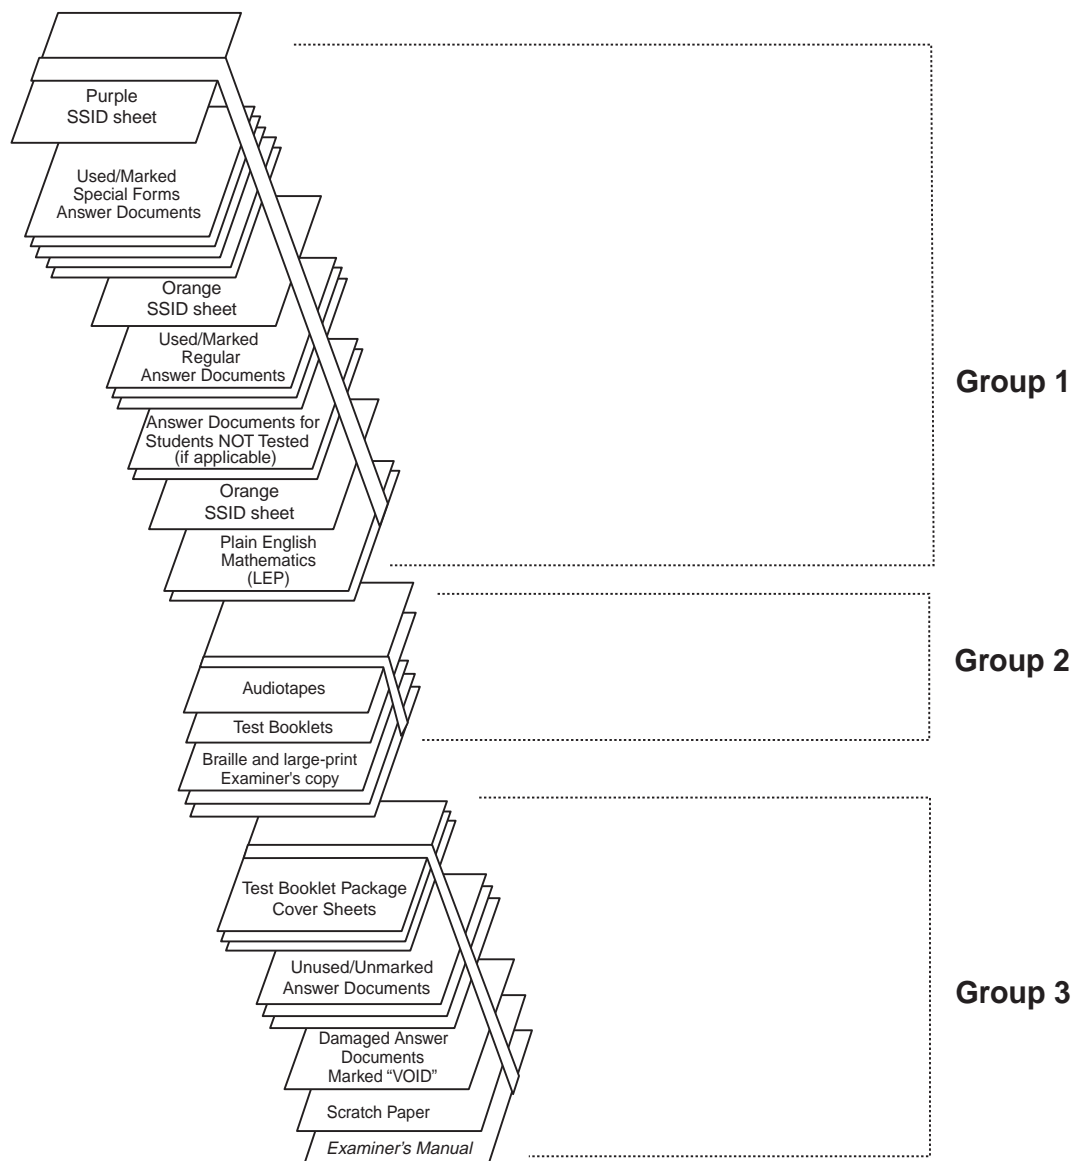 Purple
SSID sheet
Used/Marked
Special Forms
Answer Documents
Orange
SSID sheet
Used/Marked
Regular
Answer Documents
Answer Documents for
Students NOT Tested
(if applicable)
Orange
SSID sheet
Plain English
Mathematics
(LEP)
Group 1
Audiotapes
Test Booklets
Braille and large-print
Examiner's copy
Group 2
Test Booklet Package
Cover Sheets
Unused/Unmarked
Answer Documents
Damaged Answer
Documents
Marked “VOID”
Scratch Paper
Examiner's Manual
Group 3